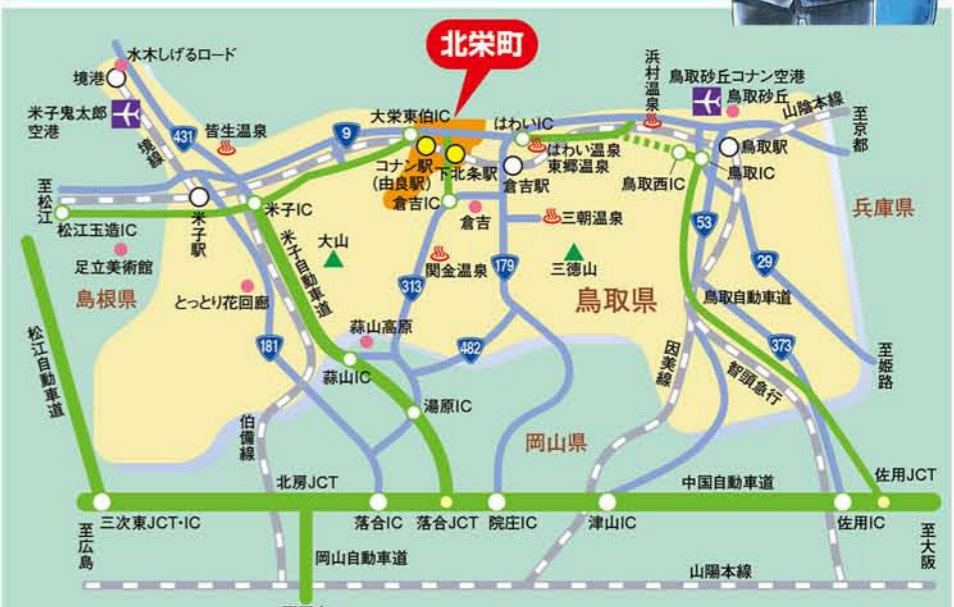 北栄町
水木しげるロード
境港
米子鬼太郎
空港
境線
431
皆生温泉
9
大栄東伯IC
はわいIC
浜村温泉
鳥取砂丘コナン空港
鳥取砂丘
山陰本線
至京都
コナン駅
(由良駅)
下北条駅
倉吉駅
はわい温泉
東郷温泉
鳥取駅
鳥取西IC
鳥取IC
至松江
松江玉造IC
米子駅
米子IC
倉吉IC
倉吉
三朝温泉
53
兵庫県
足立美術館
島根県
とっとり花回廊
米子自動車道
大山
関金温泉
179
三徳山
29
313
鳥取県
鳥取自動車道
松江自動車道
181
蒜山高原
482
因美線
373
至姫路
蒜山IC
智頭急行
湯原IC
伯備線
岡山県
北房JCT
中国自動車道
佐用JCT
三次東JCT・IC
落合IC
落合JCT
院庄IC
津山IC
佐用IC
至広島
至大阪
岡山自動車道
山陽本線